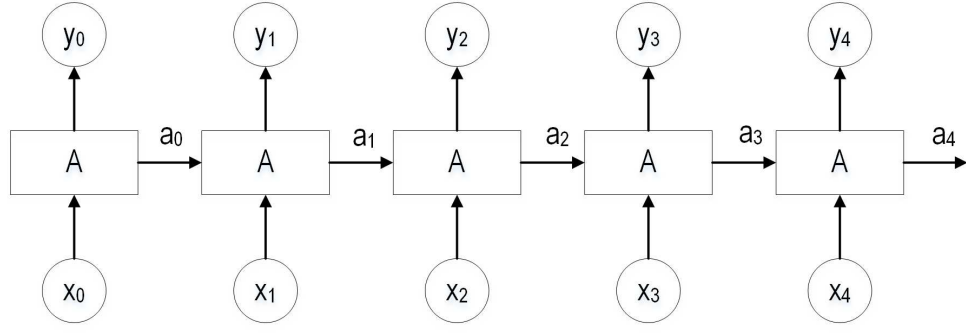 y₀ y₁ y₂ y₃ y₄
a₀ a₁ a₂ a₃ a₄
A A A A A
x₀ x₁ x₂ x₃ x₄